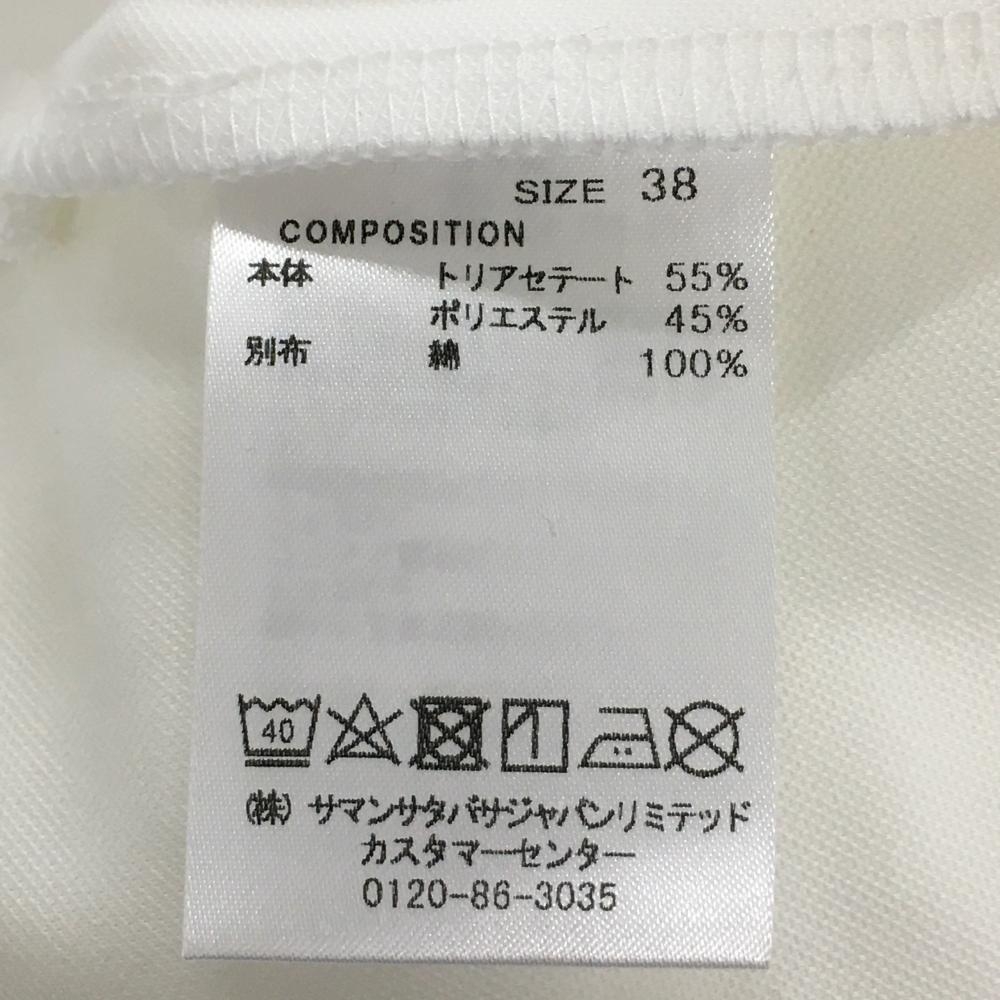 SIZE 38
COMPOSITION
本体 トリアセテート 55%
ポリエステル 45%
別布 綿 100%
40
(株) サマンサタバサジャパンリミテッド
カスタマーセンター
0120-86-3035